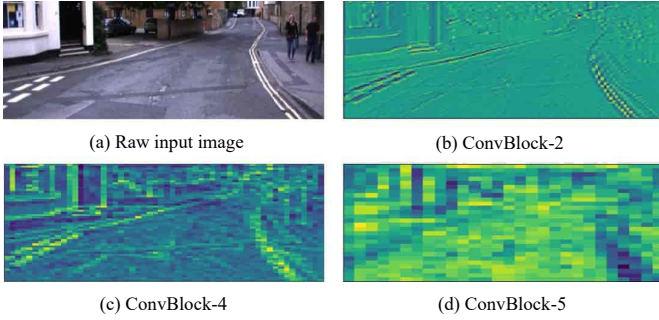 (a) Raw input image
(b) ConvBlock-2
(c) ConvBlock-4
(d) ConvBlock-5